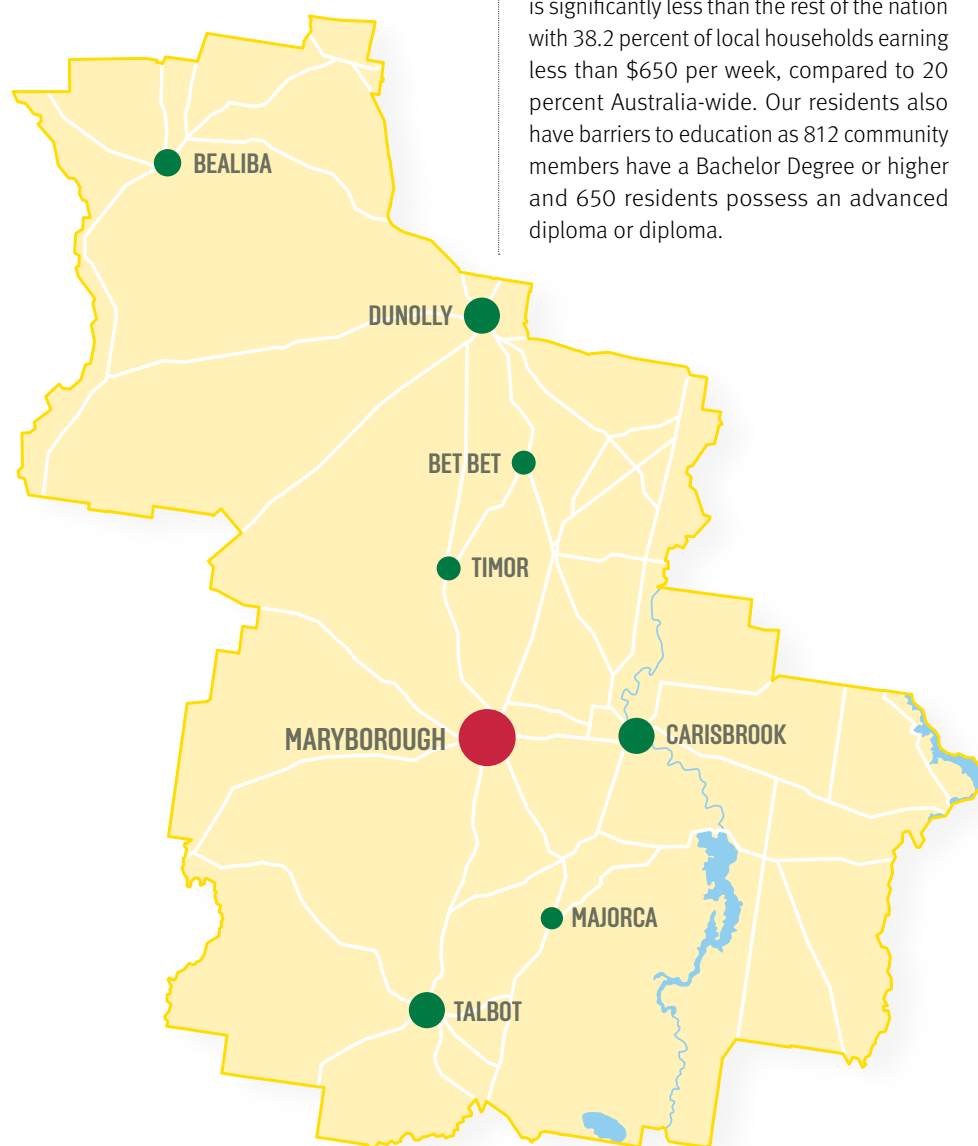 is significantly less than the rest of the nation
with 38.2 percent of local households earning
less than $650 per week, compared to 20
percent Australia-wide. Our residents also
have barriers to education as 812 community
members have a Bachelor Degree or higher
and 650 residents possess an advanced
diploma or diploma.
BEALIBA
DUNOLLY
BET BET
TIMOR
MARYBOROUGH
CARISBROOK
MAJORCA
TALBOT